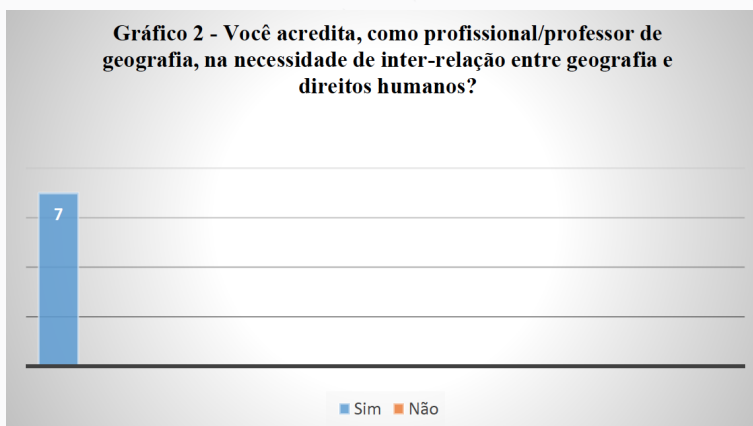 Gráfico 2 - Você acredita, como profissional/professor de
geografia, na necessidade de inter-relação entre geografia e
direitos humanos?
7
Sim Não